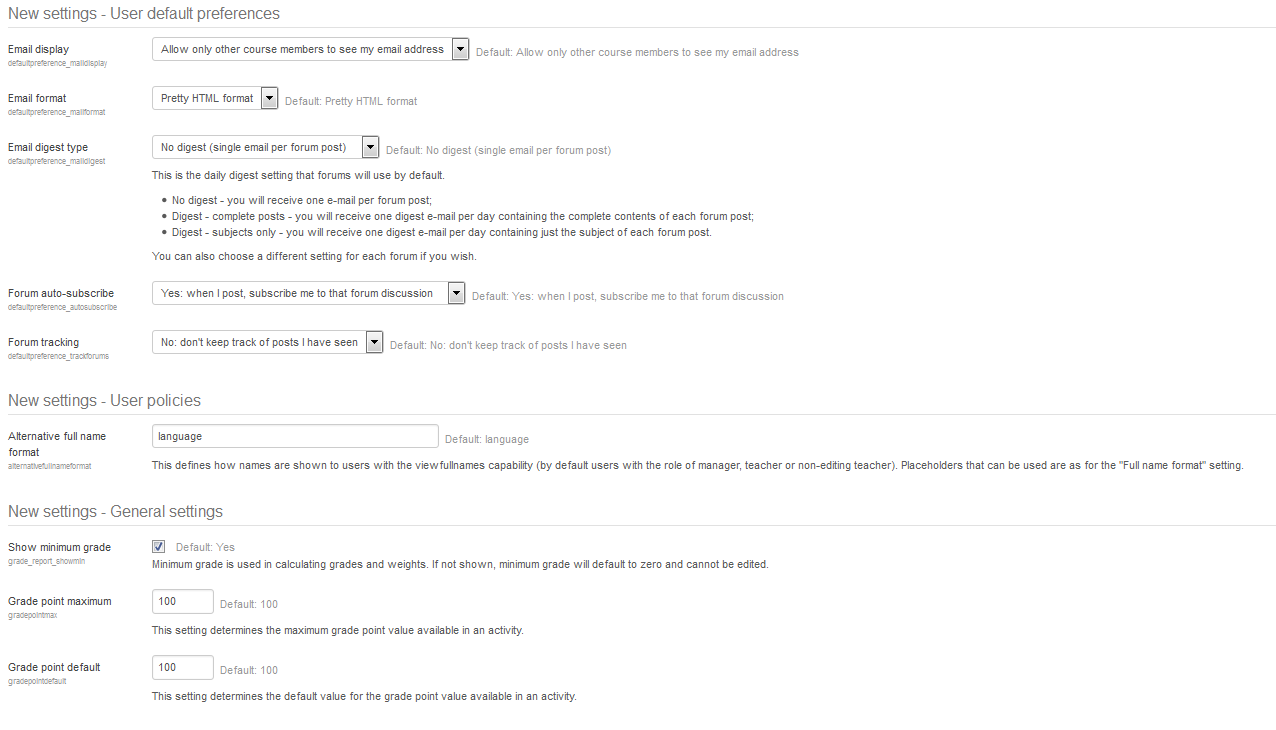 New settings - User default preferences
Email display
Allow only other course members to see my email address
Default: Allow only other course members to see my email address
defaultpreference_maildisplay
Email format
Pretty HTML format
Default: Pretty HTML format
defaultpreference_mailformat
Email digest type
No digest (single email per forum post)
Default: No digest (single email per forum post)
defaultpreference_maildigest
This is the daily digest setting that forums will use by default.
• No digest - you will receive one e-mail per forum post;
• Digest - complete posts - you will receive one digest e-mail per day containing the complete contents of each forum post;
• Digest - subjects only - you will receive one digest e-mail per day containing just the subject of each forum post.
You can also choose a different setting for each forum if you wish.
Forum auto-subscribe
Yes: when I post, subscribe me to that forum discussion
Default: Yes: when I post, subscribe me to that forum discussion
defaultpreference_autosubscribe
Forum tracking
No: don't keep track of posts I have seen
Default: No: don't keep track of posts I have seen
defaultpreference_trackforums
New settings - User policies
Alternative full name
format
language
Default: language
alternativefullnameformat
This defines how names are shown to users with the viewfullnames capability (by default users with the role of manager, teacher or non-editing teacher). Placeholders that can be used are as for the "Full name format" setting.
New settings - General settings
Show minimum grade
Default: Yes
grade_report_showmin
Minimum grade is used in calculating grades and weights. If not shown, minimum grade will default to zero and cannot be edited.
Grade point maximum
100
Default: 100
gradepointmax
This setting determines the maximum grade point value available in an activity.
Grade point default
100
Default: 100
gradepointdefault
This setting determines the default value for the grade point value available in an activity.